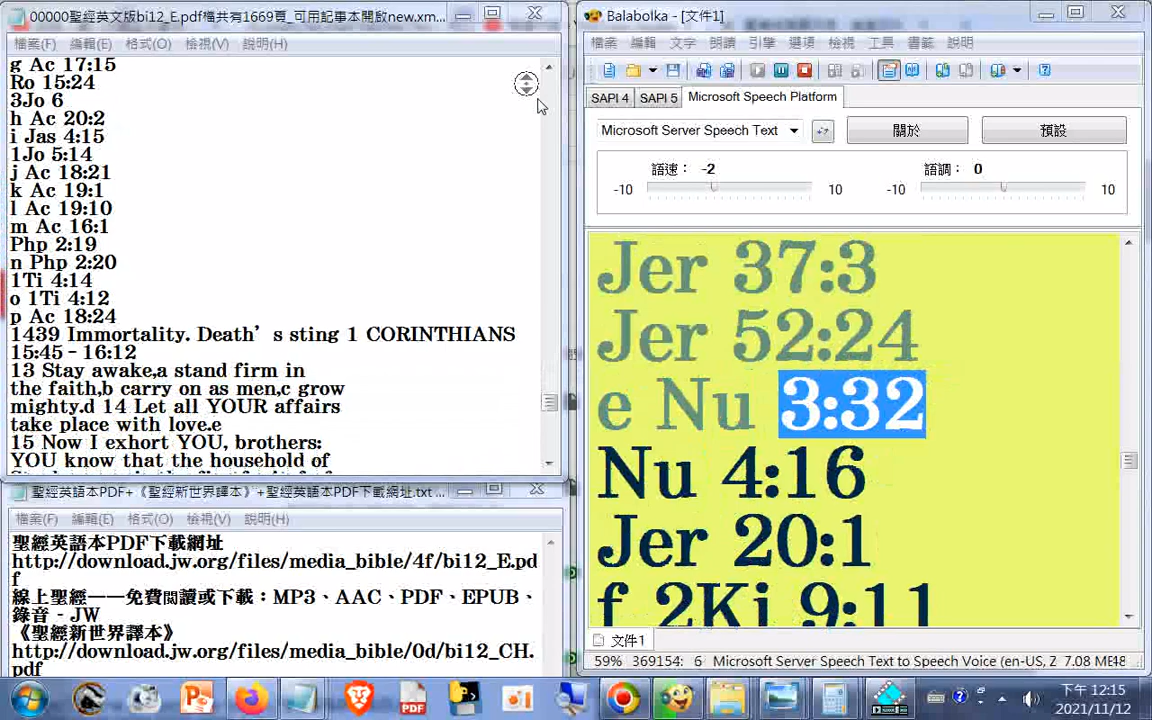 00000聖經英文版bi12_E.pdf檔共有1669頁_可用記事本開啟new.xm...
檔案(F) 編輯(E) 格式(O) 檢視(V) 說明(H)
g Ac 17:15
Ro 15:24
3Jo 6
h Ac 20:2
i Jas 4:15
1Jo 5:14
j Ac 18:21
k Ac 19:1
l Ac 19:10
m Ac 16:1
Php 2:19
n Php 2:20
1Ti 4:14
o 1Ti 4:12
p Ac 18:24
1439 Immortality. Death’s sting 1 CORINTHIANS
15:45–16:12
13 Stay awake,a stand firm in
the faith,b carry on as men,c grow
mighty.d 14 Let all YOUR affairs
take place with love.e
15 Now I exhort YOU, brothers:
YOU know that the household of
聖經英語本PDF+《聖經新世界譯本》+聖經英語本PDF下載網址.txt ...
檔案(F) 編輯(E) 格式(O) 檢視(V) 說明(H)
聖經英語本PDF下載網址
http://download.jw.org/files/media_bible/4f/bi12_E.pd
f
線上聖經——免費閱讀或下載：MP3、AAC、PDF、EPUB、
錄音 - JW
《聖經新世界譯本》
http://download.jw.org/files/media_bible/0d/bi12_CH.
pdf
Balabolka - [文件1]
檔案 編輯 文字 朗讀 引擎 選項 檢視 工具 書籤 說明
SAPI 4 SAPI 5 Microsoft Speech Platform
Microsoft Server Speech Text 關於 預設
語速： -2 語調： 0
-10 10 -10 10
Jer 37:3
Jer 52:24
e Nu 3:32
Nu 4:16
Jer 20:1
f 2Ki 9:11
文件1
59% 369154: 6 Microsoft Server Speech Text to Speech Voice (en-US, Z 7.08 ME48
PDF
下午 12:15
2021/11/12